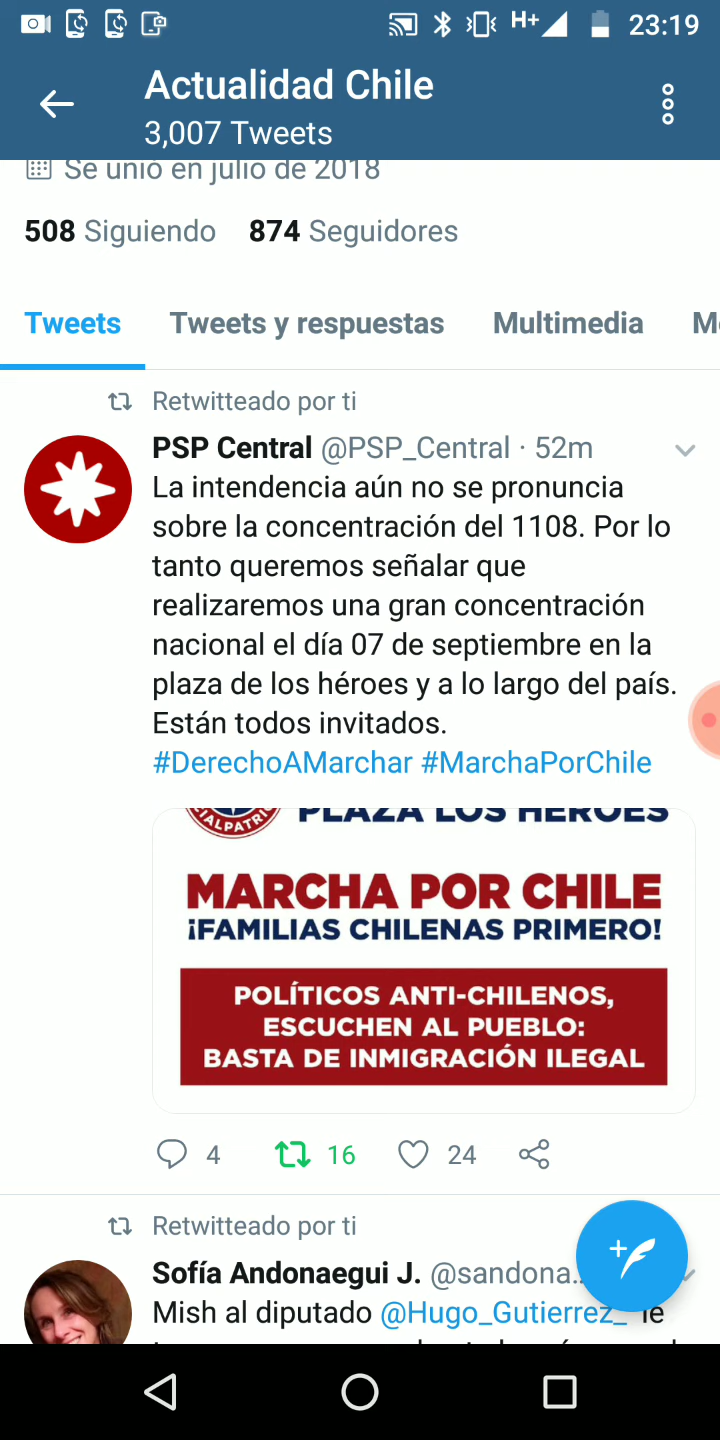 H+ 23:19
Actualidad Chile
3,007 Tweets
Se unió en julio de 2018
508 Siguiendo 874 Seguidores
Tweets Tweets y respuestas Multimedia M
Retwitteado por ti
PSP Central @PSP_Central · 52m
La intendencia aún no se pronuncia
sobre la concentración del 1108. Por lo
tanto queremos señalar que
realizaremos una gran concentración
nacional el día 07 de septiembre en la
plaza de los héroes y a lo largo del país.
Están todos invitados.
#DerechoAMarchar #MarchaPorChile
PLAZA LOS HEROES
MARCHA POR CHILE
¡FAMILIAS CHILENAS PRIMERO!
POLÍTICOS ANTI-CHILENOS,
ESCUCHEN AL PUEBLO:
BASTA DE INMIGRACIÓN ILEGAL
4 16 24
Retwitteado por ti
Sofía Andonaegui J. @sandona...
Mish al diputado @Hugo_Gutierrez_ le